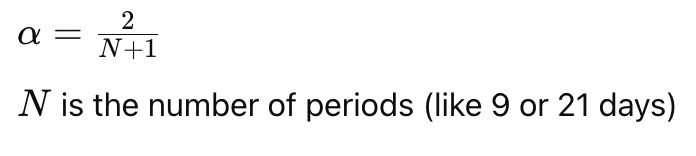 α = 2/(N+1)
N is the number of periods (like 9 or 21 days)